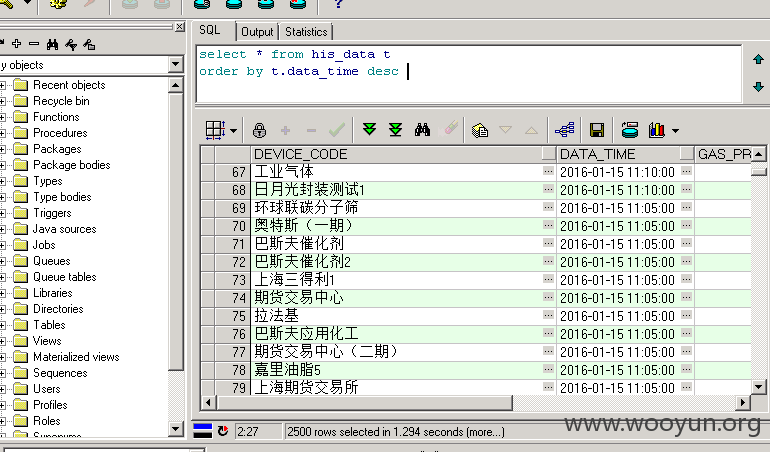 SQL Output Statistics
select * from his_data t
order by t.data_time desc
y objects
Recent objects
Recycle bin
Functions
Procedures
Packages
Package bodies
Types
Type bodies
Triggers
Java sources
Jobs
Queues
Queue tables
Libraries
Directories
Tables
Views
Materialized views
Sequences
Users
Profiles
Roles
Synonyms
DEVICE_CODE DATA_TIME GAS_PR
67 工业气体 ... 2016-01-15 11:10:00 ...
68 日月光封装测试1 ... 2016-01-15 11:10:00 ...
69 环球联碳分子筛 ... 2016-01-15 11:05:00 ...
70 奥特斯（一期） ... 2016-01-15 11:05:00 ...
71 巴斯夫催化剂 ... 2016-01-15 11:05:00 ...
72 巴斯夫催化剂2 ... 2016-01-15 11:05:00 ...
73 上海三得利1 ... 2016-01-15 11:05:00 ...
74 期货交易中心 ... 2016-01-15 11:05:00 ...
75 拉法基 ... 2016-01-15 11:05:00 ...
76 巴斯夫应用化工 ... 2016-01-15 11:05:00 ...
77 期货交易中心（二期） ... 2016-01-15 11:05:00 ...
78 嘉里油脂5 ... 2016-01-15 11:05:00 ...
79 上海期货交易所 ... 2016-01-15 11:05:00 ...
2:27 2500 rows selected in 1.294 seconds (more...)
www.wooyun.org